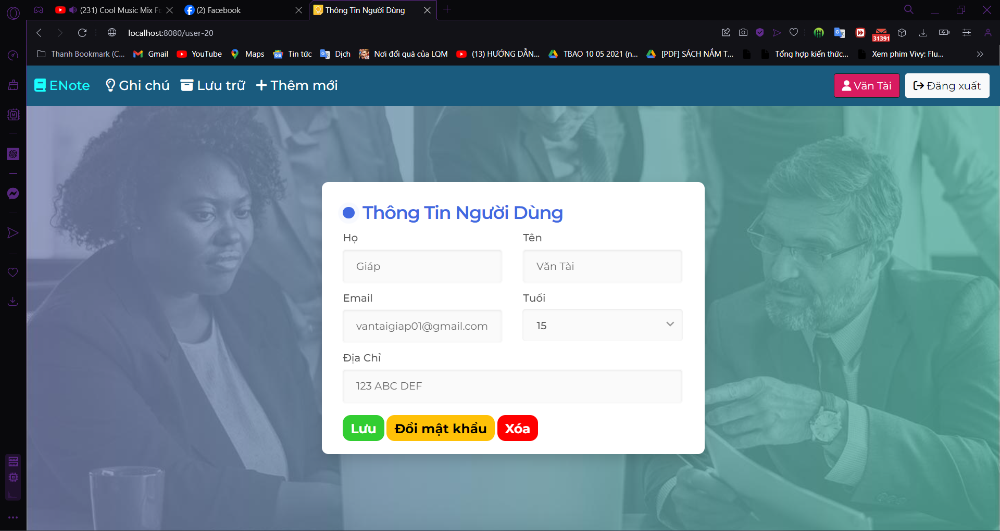 (231) Cool Music Mix Fo
(2) Facebook
Thông Tin Người Dùng
localhost:8080/user-20
31391
Thanh Bookmark (C...
Gmail
YouTube
Maps
Tin tức
Dịch
Nơi đổi quà của LQM
(13) HƯỚNG DẪN...
TBAO 10 05 2021 (n...
[PDF] SÁCH NẮM T...
Tổng hợp kiến thức...
Xem phim Vivy: Flu...
ENote
Ghi chú
Lưu trữ
Thêm mới
Văn Tài
Đăng xuất
Thông Tin Người Dùng
Họ
Tên
Giáp
Văn Tài
Email
Tuổi
vantaigiap01@gmail.com
15
Địa Chỉ
123 ABC DEF
Lưu
Đổi mật khẩu
Xóa